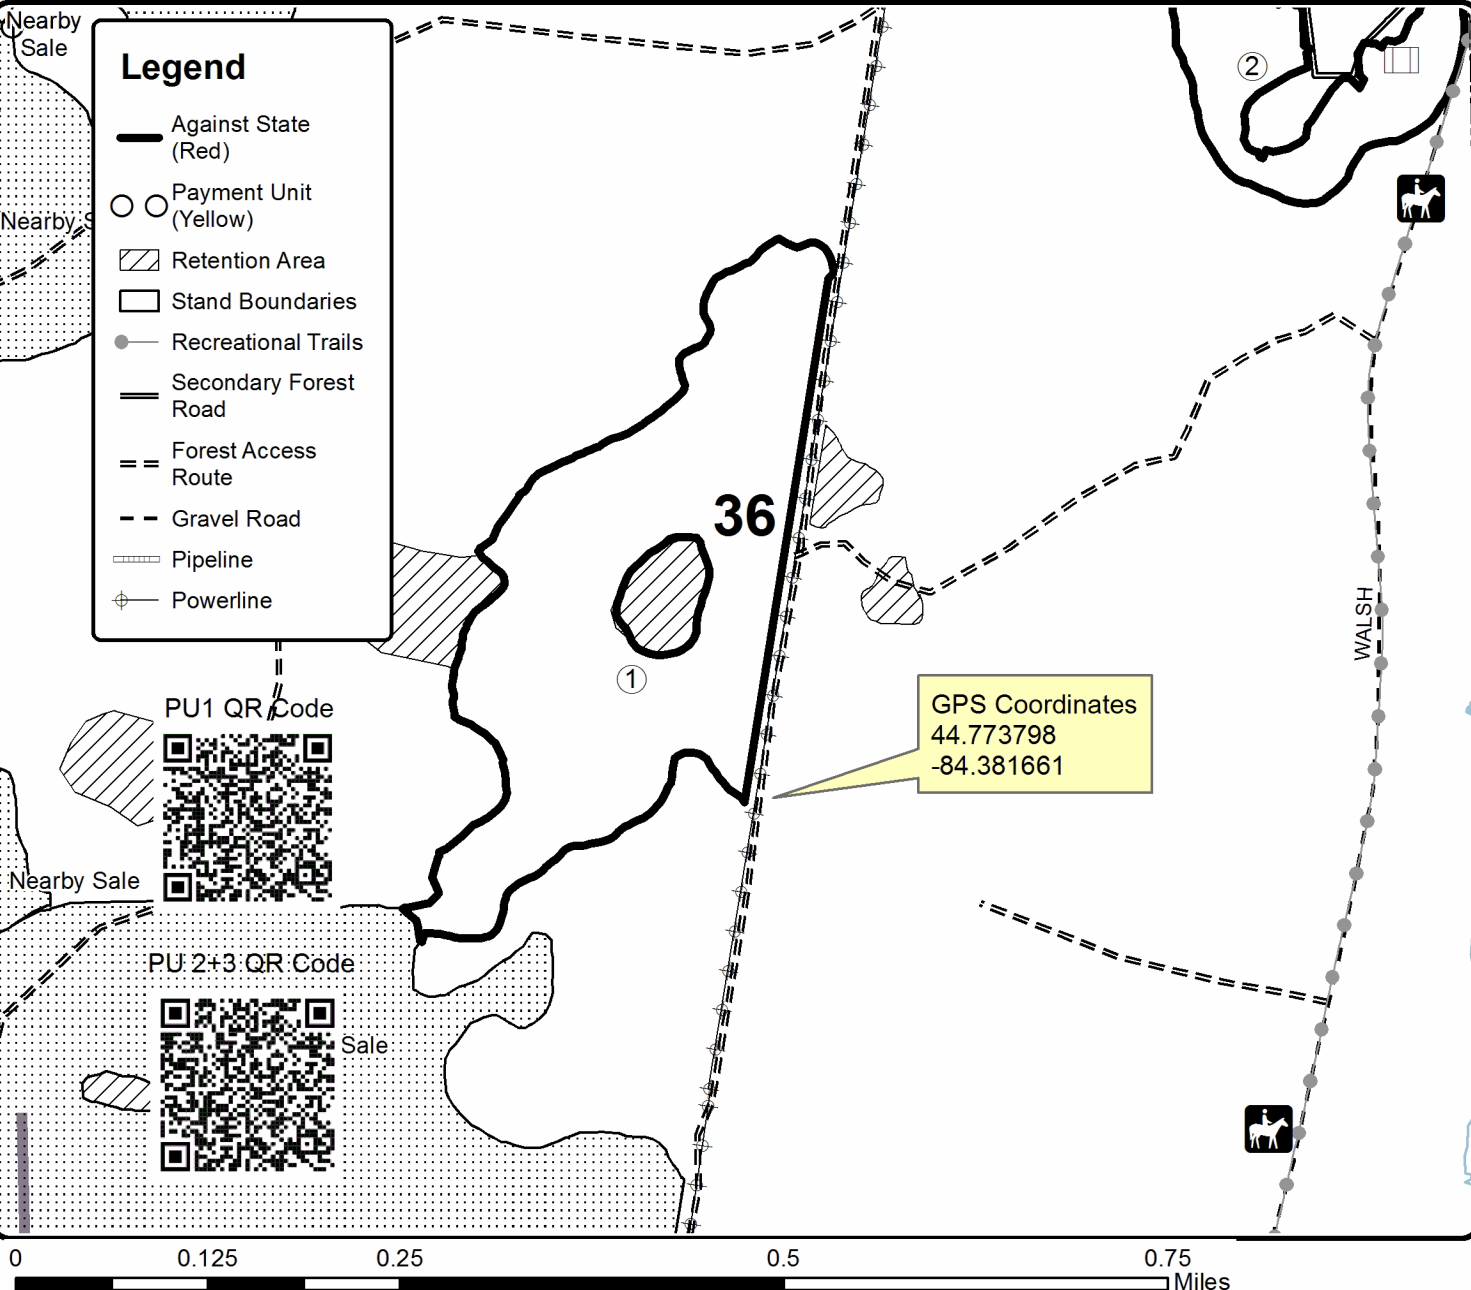 Nearby
Sale
Legend
Against State
(Red)
Payment Unit
(Yellow)
Nearby S
Retention Area
Stand Boundaries
Recreational Trails
Secondary Forest
Road
Forest Access
Route
Gravel Road
Pipeline
Powerline
2
36
1
WALSH
GPS Coordinates
44.773798
-84.381661
PU1 QR Code
Nearby Sale
PU 2+3 QR Code
Sale
0 0.125 0.25 0.5 0.75
Miles